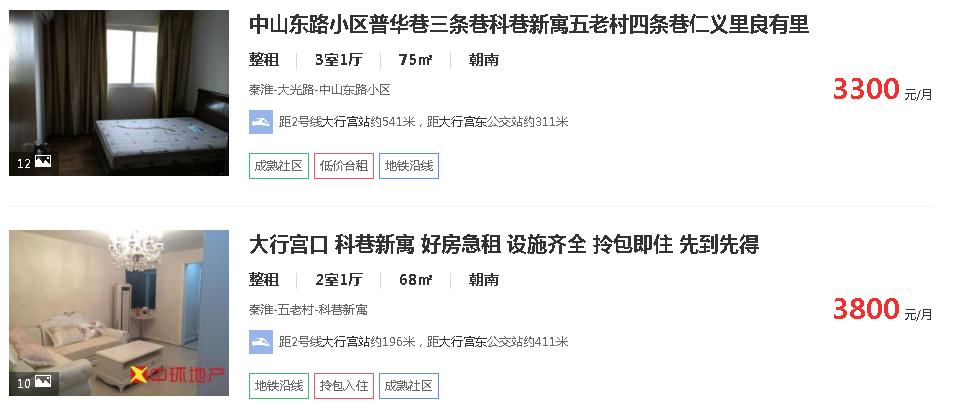 中山东路小区普华巷三条巷科巷新寓五老村四条巷仁义里良有里
整租 3室1厅 75㎡ 朝南
秦淮-大光路-中山东路小区
3300 元/月
距2号线大行宫站约541米，距大行宫东公交站约311米
12
成熟社区 低价合租 地铁沿线
大行宫口 科巷新寓 好房急租 设施齐全 拎包即住 先到先得
整租 2室1厅 68㎡ 朝南
秦淮-五老村-科巷新寓
3800 元/月
距2号线大行宫站约196米，距大行宫东公交站约411米
中环地产
10
地铁沿线 拎包入住 成熟社区